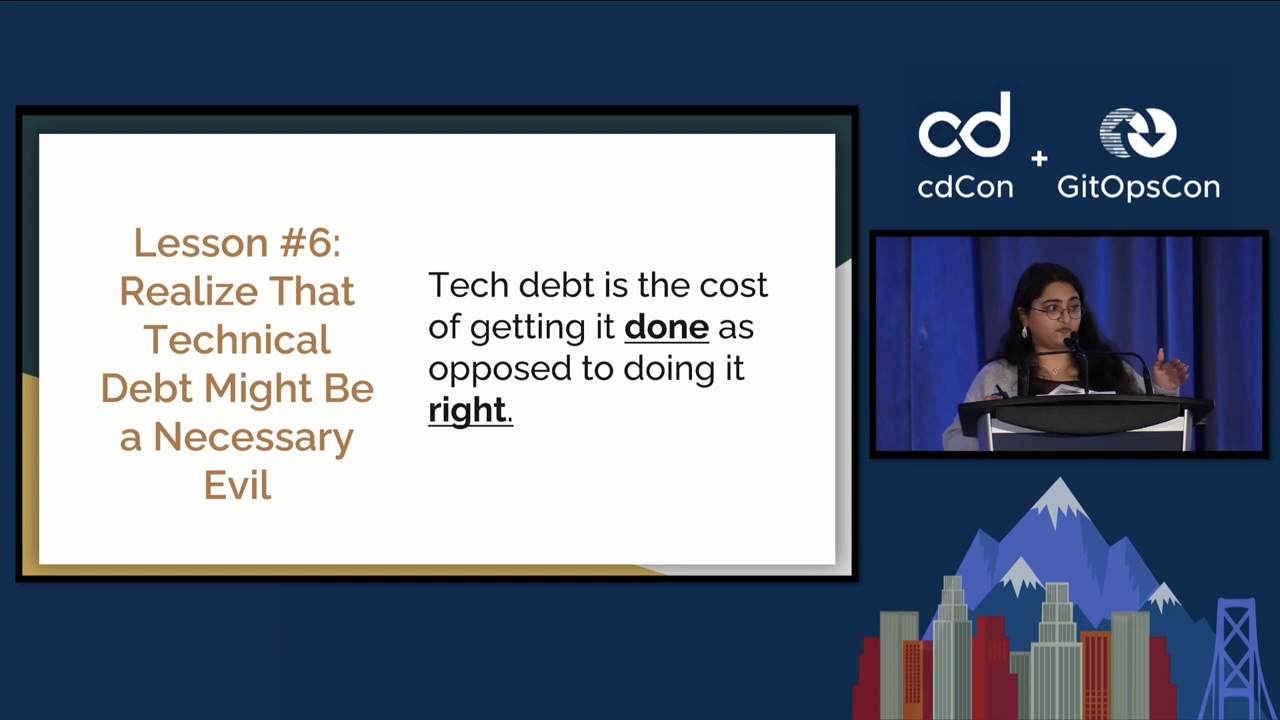 Lesson #6:
Realize That
Technical
Debt Might Be
a Necessary
Evil
Tech debt is the cost
of getting it done as
opposed to doing it
right.
cd
cdCon
+
GitOpsCon